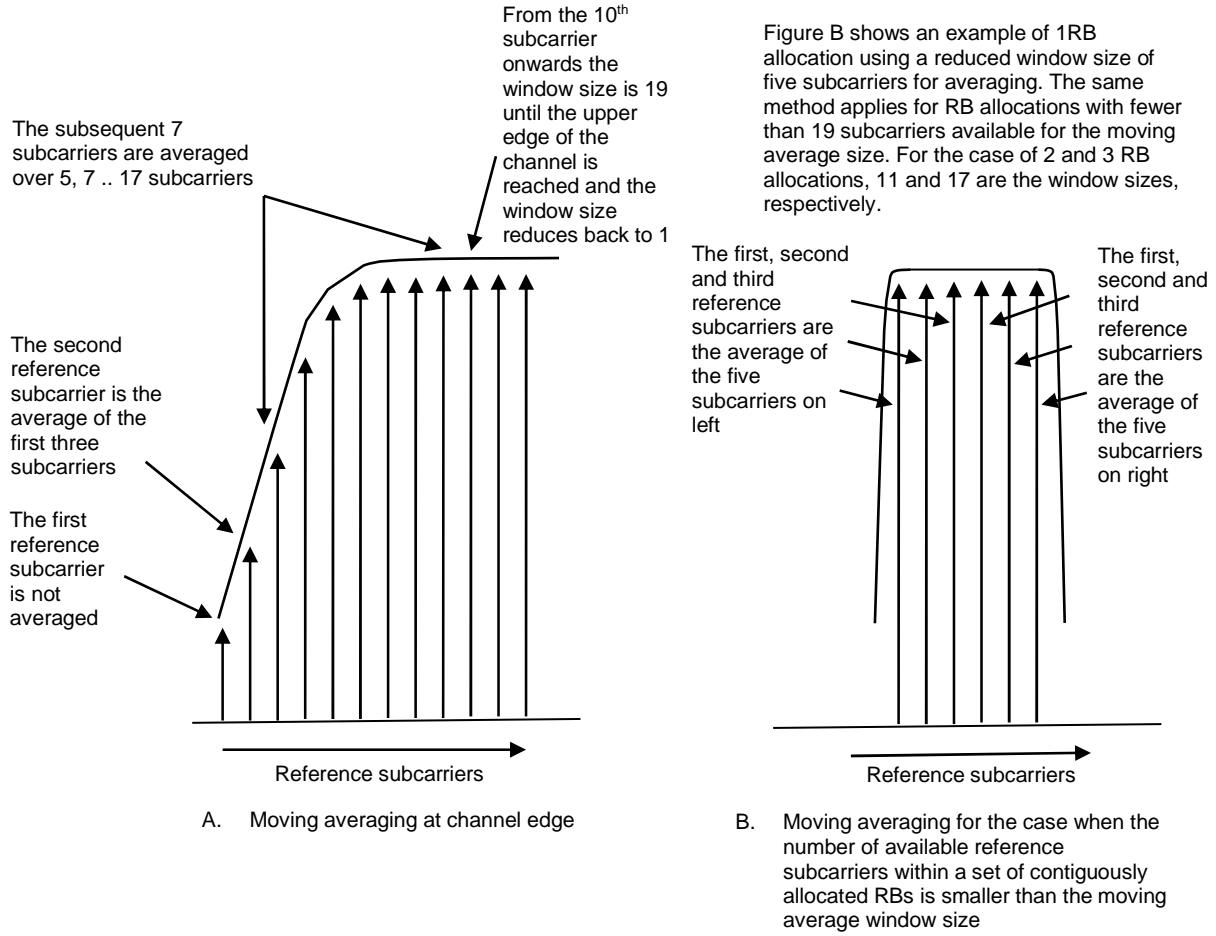 From the 10th
subcarrier
onwards the
window size is 19
until the upper
edge of the
channel is
reached and the
window size
reduces back to 1
The subsequent 7
subcarriers are averaged
over 5, 7 .. 17 subcarriers
The second
reference
subcarrier is the
average of the
first three
subcarriers
The first
reference
subcarrier
is not
averaged
Reference subcarriers
A. Moving averaging at channel edge
Figure B shows an example of 1RB
allocation using a reduced window size of
five subcarriers for averaging. The same
method applies for RB allocations with fewer
than 19 subcarriers available for the moving
average size. For the case of 2 and 3 RB
allocations, 11 and 17 are the window sizes,
respectively.
The first, second
and third
reference
subcarriers are
the average of
the five
subcarriers on
left
The first,
second and
third
reference
subcarriers
are the
average of
the five
subcarriers
on right
Reference subcarriers
B. Moving averaging for the case when the
number of available reference
subcarriers within a set of contiguously
allocated RBs is smaller than the moving
average window size